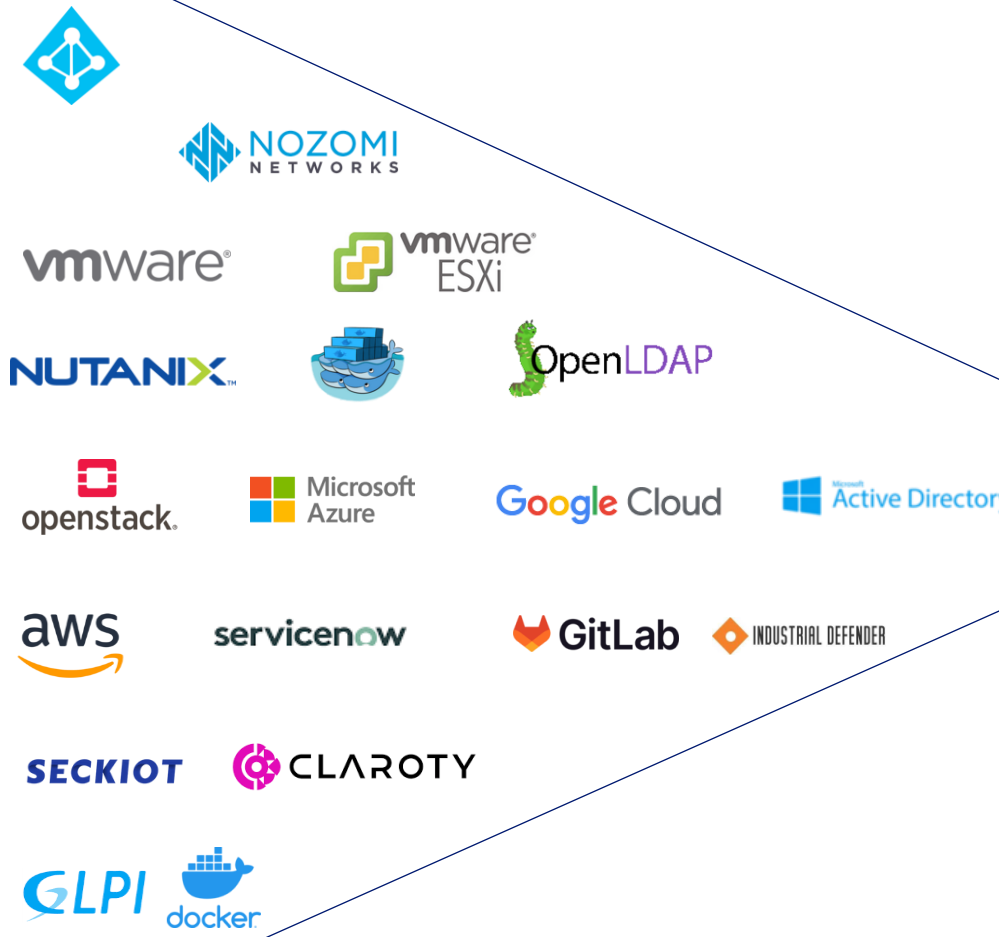 NOZOMI
NETWORKS
vmware®
vmware®
ESXi
NUTANIX™
OpenLDAP
openstack.
Microsoft
Azure
Google Cloud
Microsoft
Active Director
aws
servicenow
GitLab
INDUSTRIAL DEFENDER
SECKIOT
CLAROTY
GLPI
docker